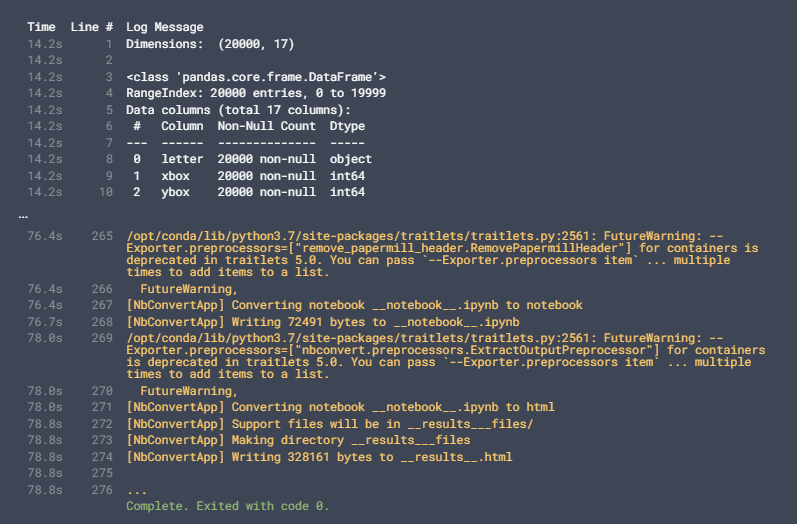 Time Line # Log Message
14.2s 1 Dimensions: (20000, 17)
14.2s 2
14.2s 3 <class 'pandas.core.frame.DataFrame'>
14.2s 4 RangeIndex: 20000 entries, 0 to 19999
14.2s 5 Data columns (total 17 columns):
14.2s 6 # Column Non-Null Count Dtype
14.2s 7 --- ------ -------------- -----
14.2s 8 0 letter 20000 non-null object
14.2s 9 1 xbox 20000 non-null int64
14.2s 10 2 ybox 20000 non-null int64
...
76.4s 265 /opt/conda/lib/python3.7/site-packages/traitlets/traitlets.py:2561: FutureWarning: --
Exporter.preprocessors=["remove_papermill_header.RemovePapermillHeader"] for containers is
deprecated in traitlets 5.0. You can pass `--Exporter.preprocessors item` ... multiple
times to add items to a list.
76.4s 266 FutureWarning,
76.4s 267 [NbConvertApp] Converting notebook __notebook__.ipynb to notebook
76.7s 268 [NbConvertApp] Writing 72491 bytes to __notebook__.ipynb
78.0s 269 /opt/conda/lib/python3.7/site-packages/traitlets/traitlets.py:2561: FutureWarning: --
Exporter.preprocessors=["nbconvert.preprocessors.ExtractOutputPreprocessor"] for containers
is deprecated in traitlets 5.0. You can pass `--Exporter.preprocessors item` ... multiple
times to add items to a list.
78.0s 270 FutureWarning,
78.0s 271 [NbConvertApp] Converting notebook __notebook__.ipynb to html
78.8s 272 [NbConvertApp] Support files will be in __results___files/
78.8s 273 [NbConvertApp] Making directory __results___files
78.8s 274 [NbConvertApp] Writing 328161 bytes to __results__.html
78.8s 275
78.8s 276 ...
Complete. Exited with code 0.